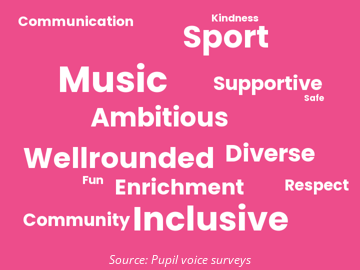 Kindness
Communication
Sport
Music
Supportive
Safe
Ambitious
Wellrounded
Diverse
Fun
Enrichment
Respect
Community
Inclusive
Source: Pupil voice surveys